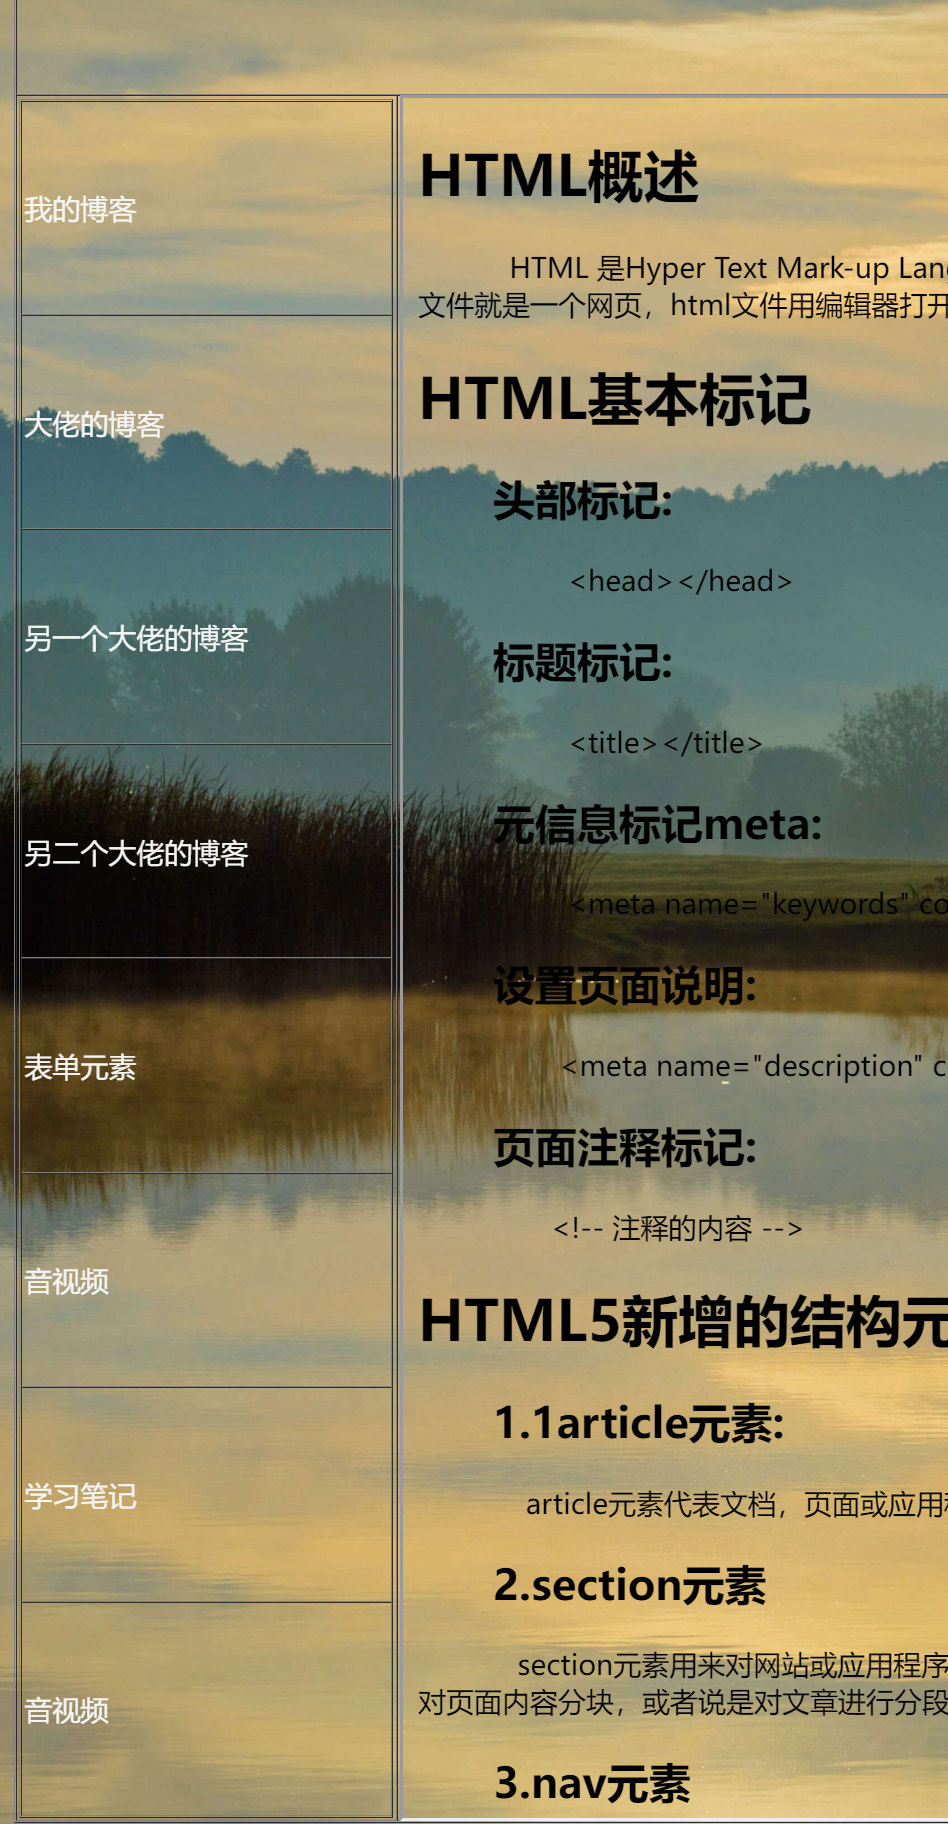 我的博客
大佬的博客
另一个大佬的博客
另二个大佬的博客
表单元素
音视频
学习笔记
音视频
HTML概述
HTML 是Hyper Text Mark-up Lan
文件就是一个网页，html文件用编辑器打开
HTML基本标记
头部标记:
<head></head>
标题标记:
<title></title>
元信息标记meta:
<meta name="keywords" co
设置页面说明:
<meta name="description" c
页面注释标记:
<!-- 注释的内容 -->
HTML5新增的结构元
1.1article元素:
article元素代表文档，页面或应用
2.section元素
section元素用来对网站或应用程序
对页面内容分块，或者说是对文章进行分段
3.nav元素